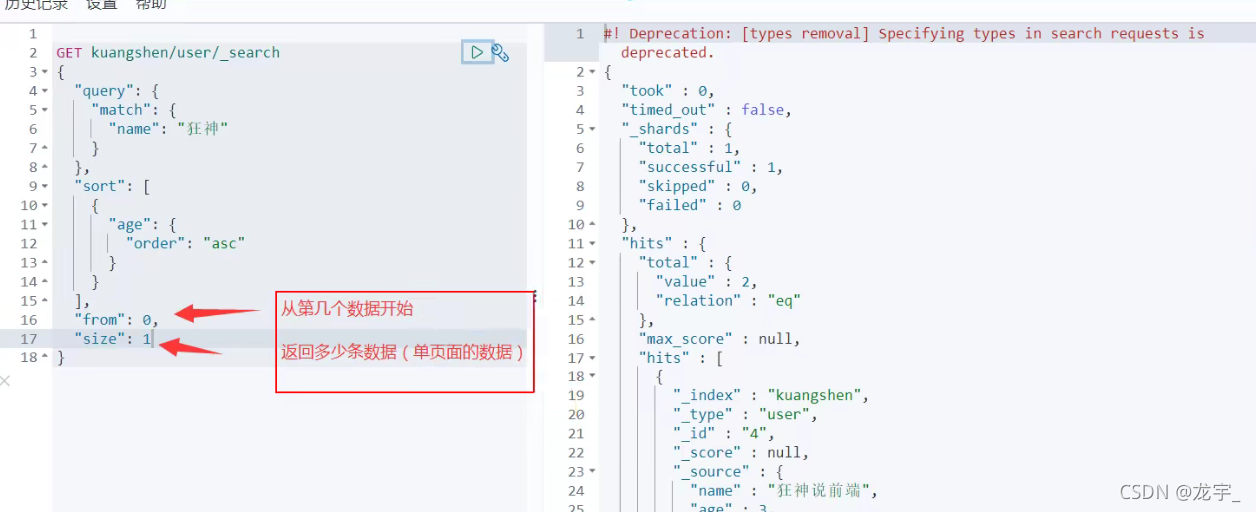 历史记录 设置 帮助
1
2 GET kuangshen/user/_search
3 {
4 "query": {
5 "match": {
6 "name": "狂神"
7 }
8 },
9 "sort": [
10 {
11 "age": {
12 "order": "asc"
13 }
14 }
15 ],
16 "from": 0,
17 "size": 1
18 }
从第几个数据开始
返回多少条数据（单页面的数据）
1 #! Deprecation: [types removal] Specifying types in search requests is
deprecated.
2 {
3 "took" : 0,
4 "timed_out" : false,
5 "_shards" : {
6 "total" : 1,
7 "successful" : 1,
8 "skipped" : 0,
9 "failed" : 0
10 },
11 "hits" : {
12 "total" : {
13 "value" : 2,
14 "relation" : "eq"
15 },
16 "max_score" : null,
17 "hits" : [
18 {
19 "_index" : "kuangshen",
20 "_type" : "user",
21 "_id" : "4",
22 "_score" : null,
23 "_source" : {
24 "name" : "狂神说前端",
25 "age" : 3,
CSDN @龙宇_